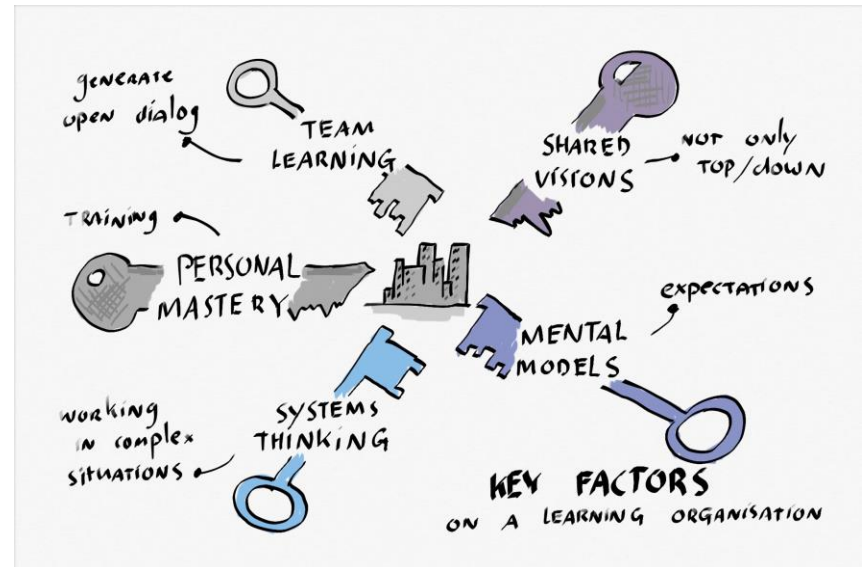 generate
open dialog
TEAM
LEARNING
SHARED
VISIONS
NOT ONLY
TOP/down
TRAINING
PERSONAL
MASTERY
expectations
MENTAL
MODELS
working
in complex
situations
SYSTEMS
THINKING
KEY FACTORS
ON A LEARNING ORGANISATION